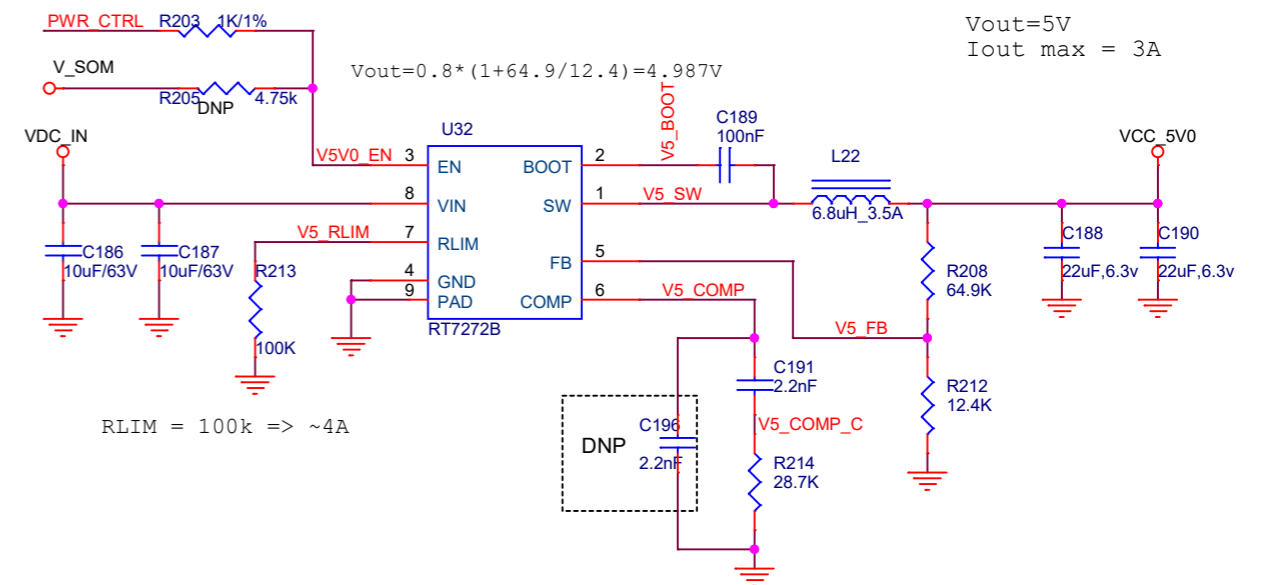 PWR_CTRL R203 1K/1%
V_SOM
R205 DNP 4.75k
Vout=5V
Iout max = 3A
Vout=0.8*(1+64.9/12.4)=4.987V
VDC_IN
V5V0_EN 3
U32
EN
BOOT
2
V5_BOOT
C189
100nF
L22
6.8uH_3.5A
VCC_5V0
8
VIN
SW
1
V5_SW
V5_RLIM 7
RLIM
FB
5
4
GND
9
PAD
COMP
6
V5_COMP
RT7272B
C186
10uF/63V
C187
10uF/63V
R213
100K
R208
64.9K
C188
22uF,6.3v
C190
22uF,6.3v
V5_FB
R212
12.4K
C191
2.2nF
V5_COMP_C
C196
2.2nF
DNP
R214
28.7K
RLIM = 100k => ~4A